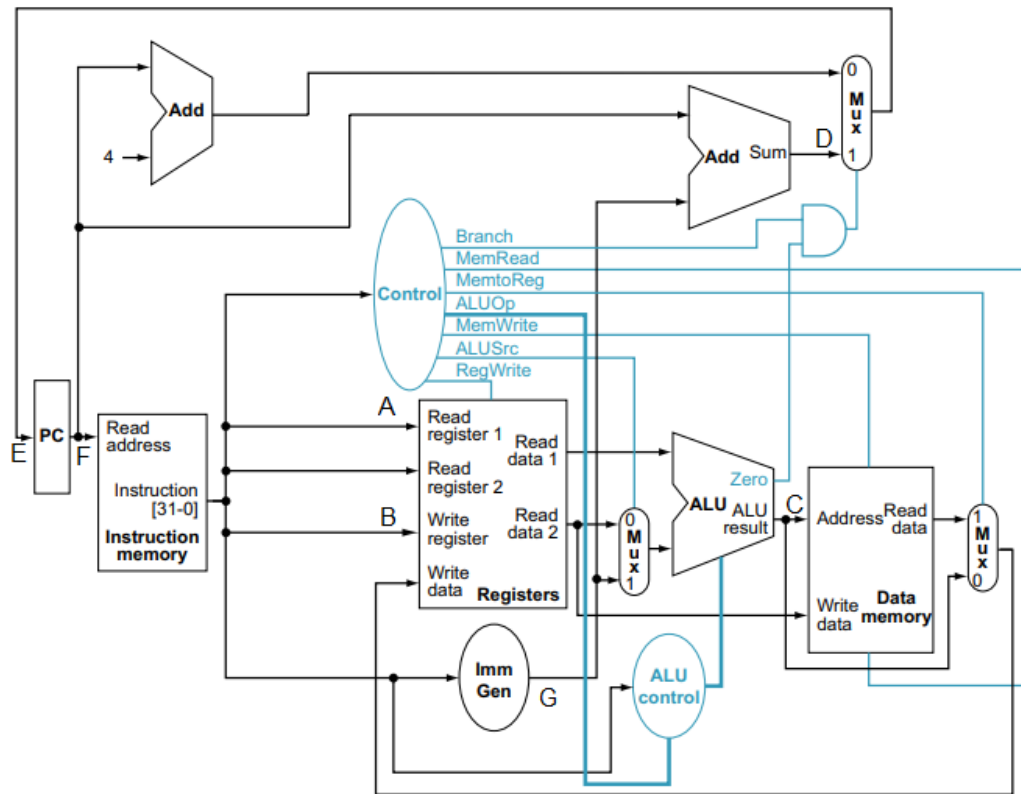 Add
4
Add Sum
D
0
Mux
1
Branch
MemRead
MemtoReg
ALUOp
MemWrite
ALUSrc
RegWrite
Control
E
PC
F
Read
address
Instruction
[31-0]
Instruction
memory
A
B
Read
register 1
Read
register 2
Write
register
Write
data
Read
data 1
Read
data 2
Registers
0
Mux
1
Zero
ALU
ALU
result
C
Address
Read
data
Write
data
Data
memory
1
Mux
0
Imm
Gen
G
ALU
control